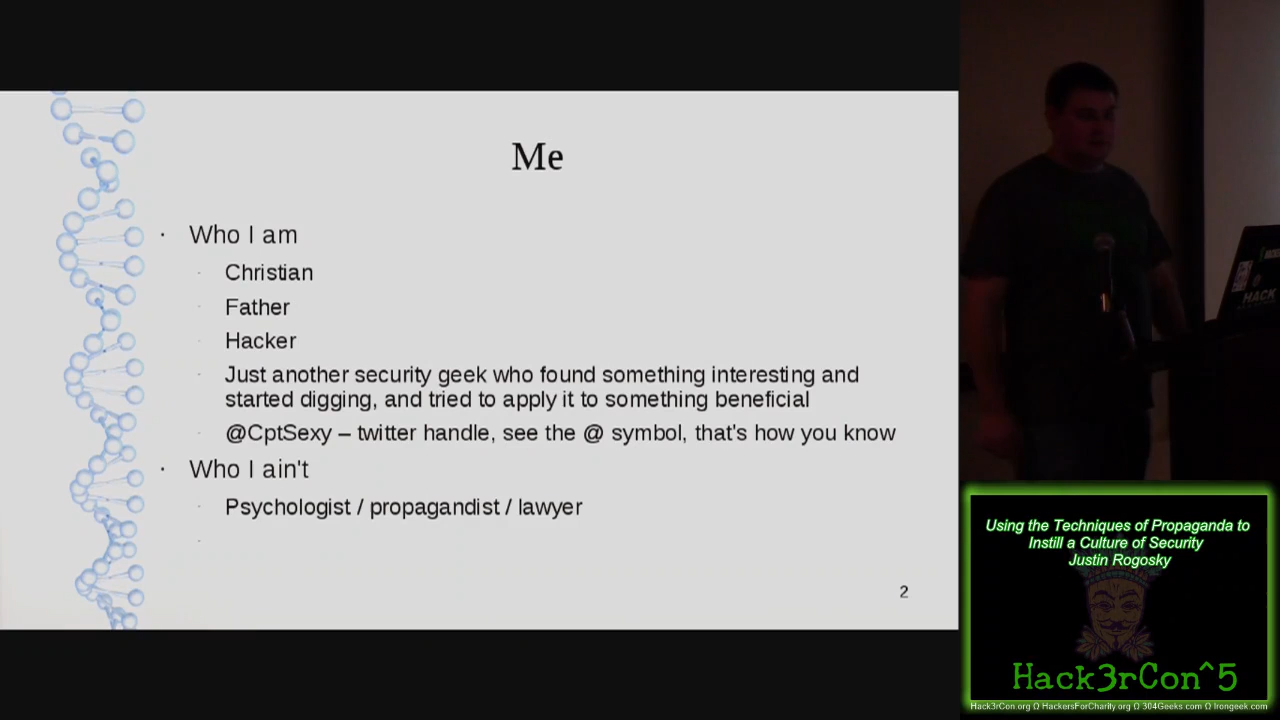 Me
Who I am
Christian
Father
Hacker
Just another security geek who found something interesting and
started digging, and tried to apply it to something beneficial
@CptSexy – twitter handle, see the @ symbol, that's how you know
Who I ain't
Psychologist / propagandist / lawyer
2
HACK
Using the Techniques of Propaganda to
Instill a Culture of Security
Justin Rogosky
Hack3rCon^5
Hack3rCon.org Ω HackersForCharity.org Ω 304Geeks.com Ω Irongeek.com